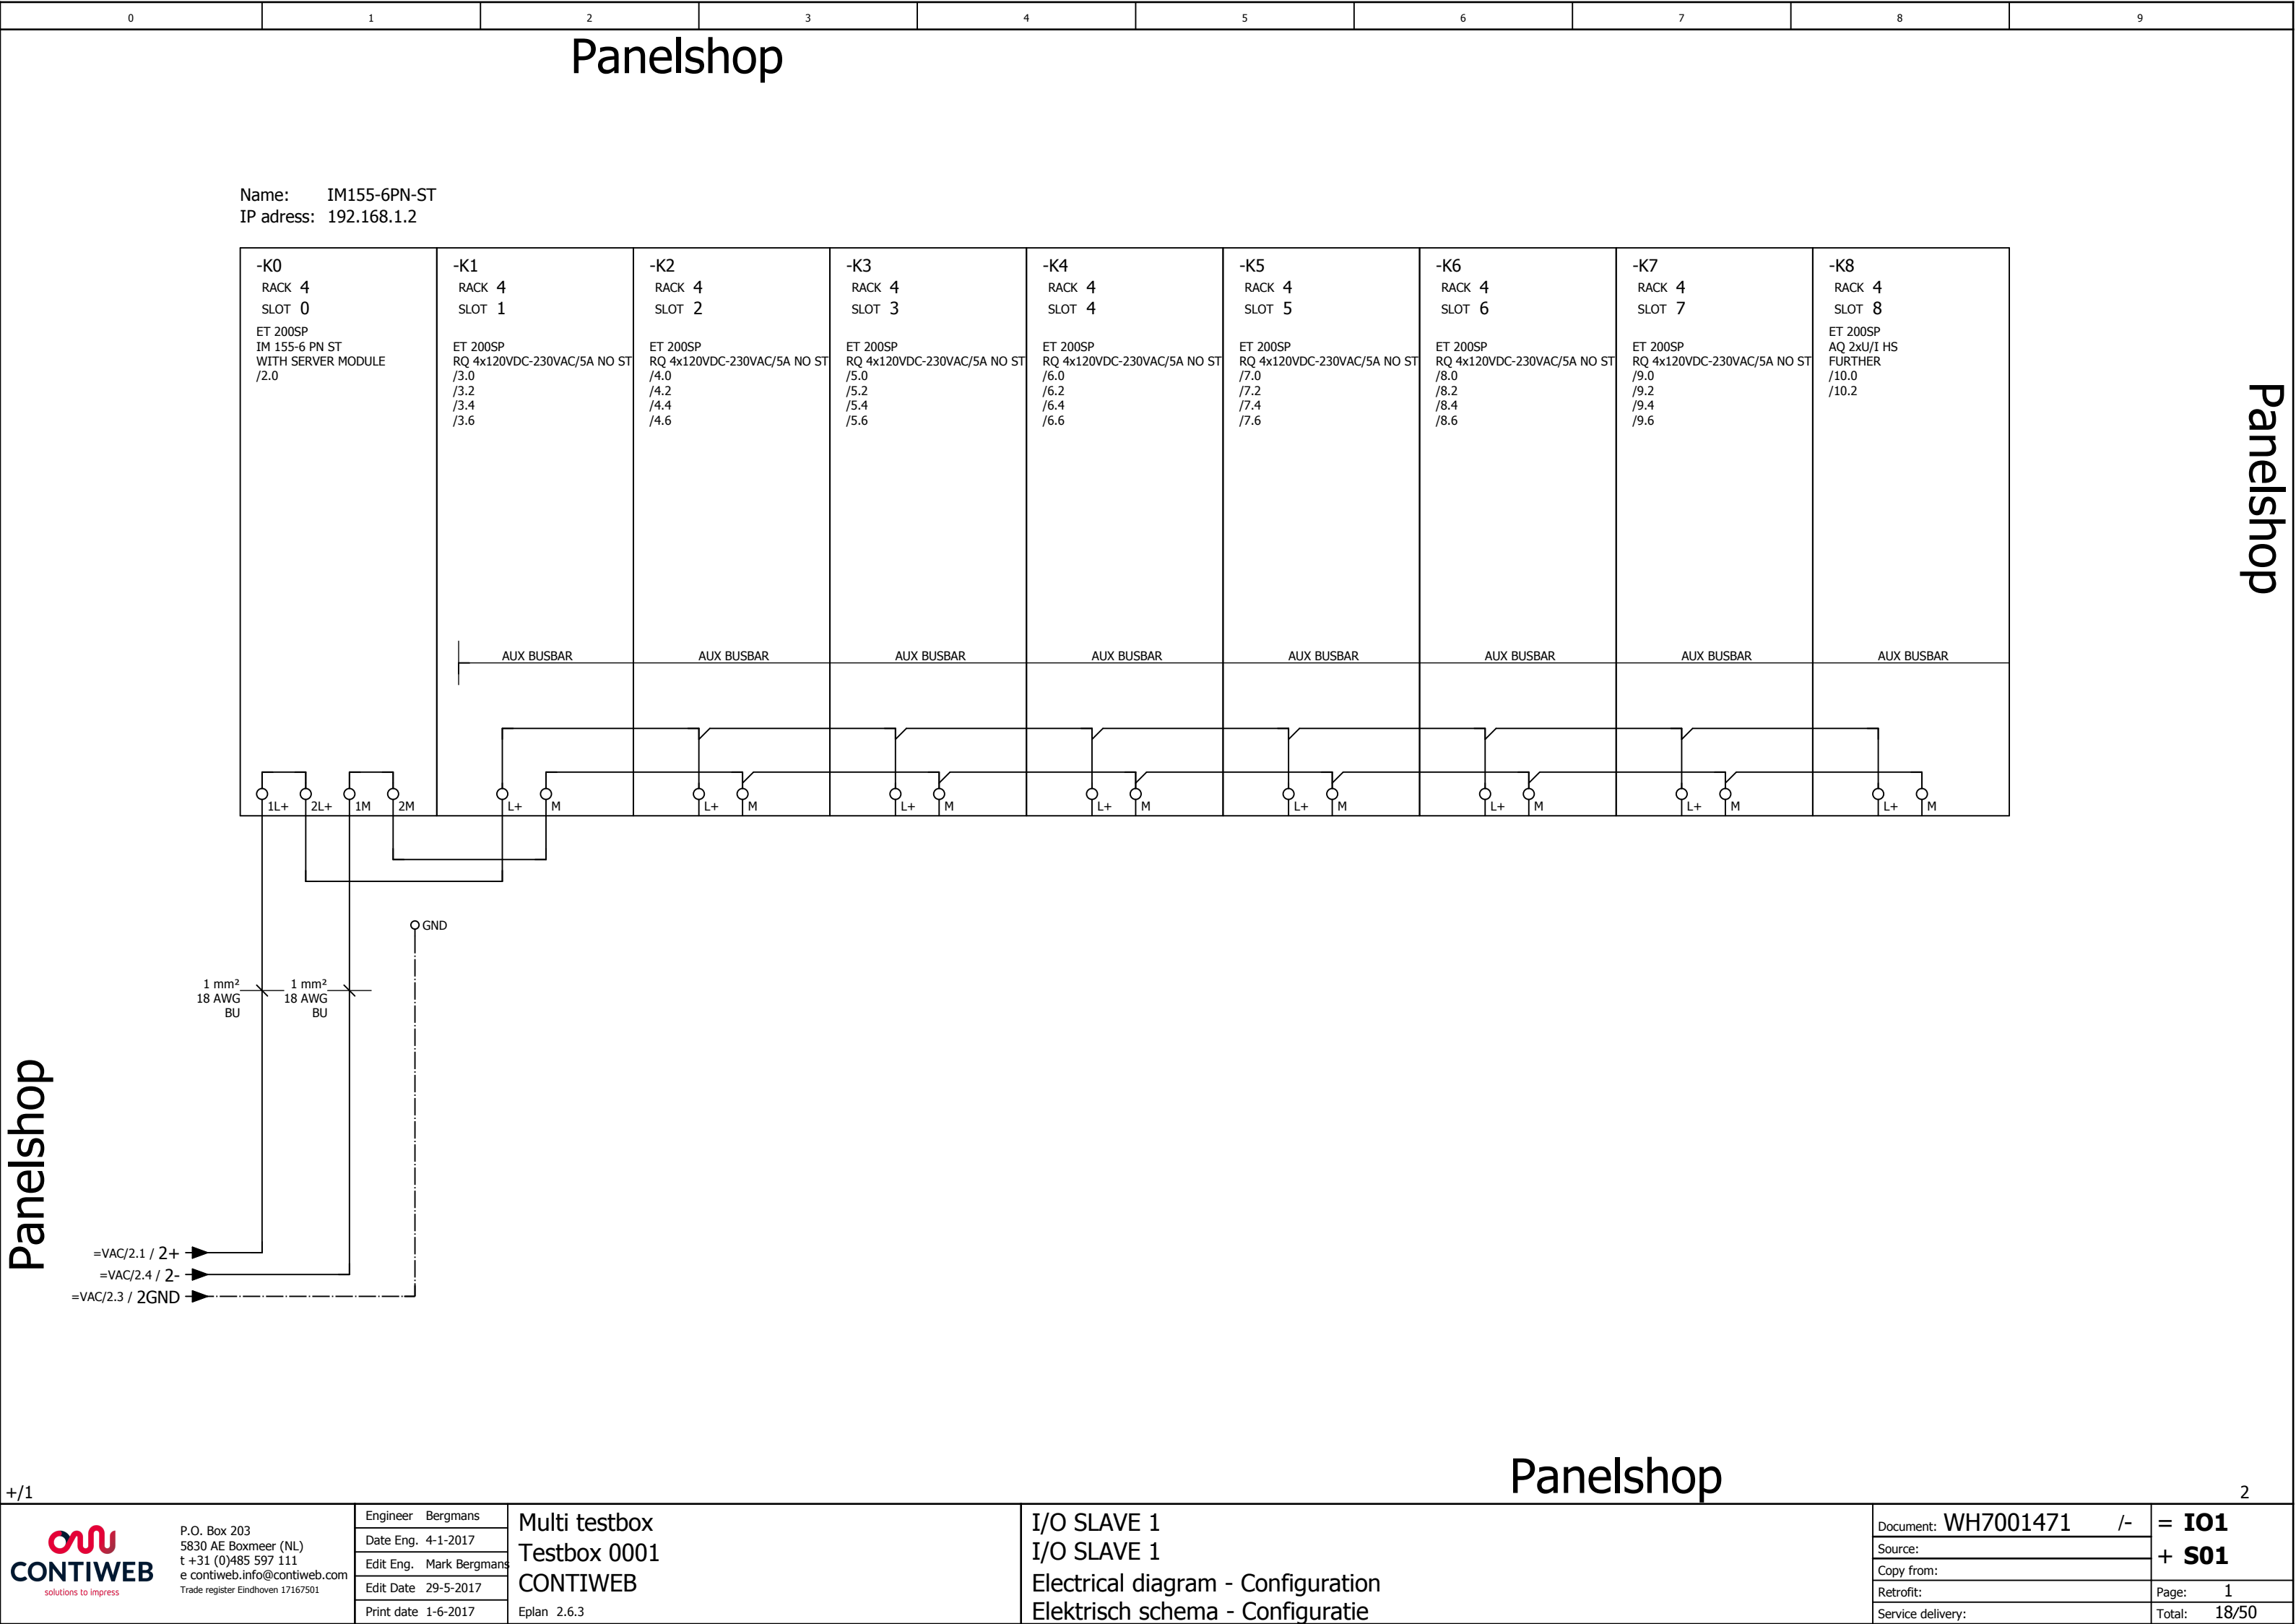 0 1 2 3 4 5 6 7 8 9
Panelshop
Name: IM155-6PN-ST
IP adress: 192.168.1.2
-K0
RACK 4
SLOT 0
ET 200SP
IM 155-6 PN ST
WITH SERVER MODULE
/2.0
-K1
RACK 4
SLOT 1
ET 200SP
RQ 4x120VDC-230VAC/5A NO ST
/3.0
/3.2
/3.4
/3.6
-K2
RACK 4
SLOT 2
ET 200SP
RQ 4x120VDC-230VAC/5A NO ST
/4.0
/4.2
/4.4
/4.6
-K3
RACK 4
SLOT 3
ET 200SP
RQ 4x120VDC-230VAC/5A NO ST
/5.0
/5.2
/5.4
/5.6
-K4
RACK 4
SLOT 4
ET 200SP
RQ 4x120VDC-230VAC/5A NO ST
/6.0
/6.2
/6.4
/6.6
-K5
RACK 4
SLOT 5
ET 200SP
RQ 4x120VDC-230VAC/5A NO ST
/7.0
/7.2
/7.4
/7.6
-K6
RACK 4
SLOT 6
ET 200SP
RQ 4x120VDC-230VAC/5A NO ST
/8.0
/8.2
/8.4
/8.6
-K7
RACK 4
SLOT 7
ET 200SP
RQ 4x120VDC-230VAC/5A NO ST
/9.0
/9.2
/9.4
/9.6
-K8
RACK 4
SLOT 8
ET 200SP
AQ 2xU/I HS
FURTHER
/10.0
/10.2
Panelshop
AUX BUSBAR AUX BUSBAR AUX BUSBAR AUX BUSBAR AUX BUSBAR AUX BUSBAR AUX BUSBAR AUX BUSBAR
1L+ 2L+ 1M 2M L+ M L+ M L+ M L+ M L+ M L+ M L+ M L+ M
GND
1 mm²
18 AWG
BU
1 mm²
18 AWG
BU
Panelshop
=VAC/2.1 / 2+
=VAC/2.4 / 2-
=VAC/2.3 / 2GND
Panelshop
+/1
2
CONTIWEB
solutions to impress
P.O. Box 203
5830 AE Boxmeer (NL)
t +31 (0)485 597 111
e contiweb.info@contiweb.com
Trade register Eindhoven 17167501
Engineer Bergmans
Date Eng. 4-1-2017
Edit Eng. Mark Bergmans
Edit Date 29-5-2017
Print date 1-6-2017
Multi testbox
Testbox 0001
CONTIWEB
Eplan 2.6.3
I/O SLAVE 1
I/O SLAVE 1
Electrical diagram - Configuration
Elektrisch schema - Configuratie
Document: WH7001471 /-
Source:
Copy from:
Retrofit:
Service delivery:
= IO1
+ S01
Page: 1
Total: 18/50